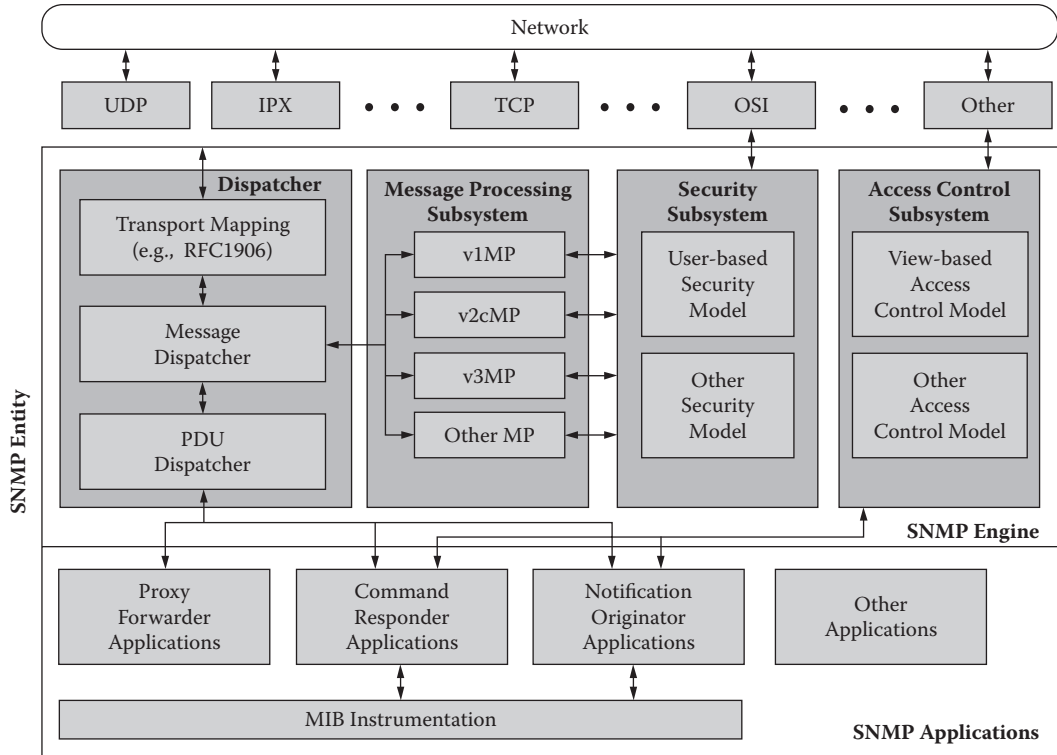 Network
UDP
IPX
TCP
OSI
Other
SNMP Entity
Dispatcher
Transport Mapping
(e.g., RFC1906)
Message
Dispatcher
PDU
Dispatcher
Message Processing
Subsystem
v1MP
v2cMP
v3MP
Other MP
Security
Subsystem
User-based
Security
Model
Other
Security
Model
Access Control
Subsystem
View-based
Access
Control Model
Other
Access
Control Model
SNMP Engine
Proxy
Forwarder
Applications
Command
Responder
Applications
Notification
Originator
Applications
Other
Applications
MIB Instrumentation
SNMP Applications